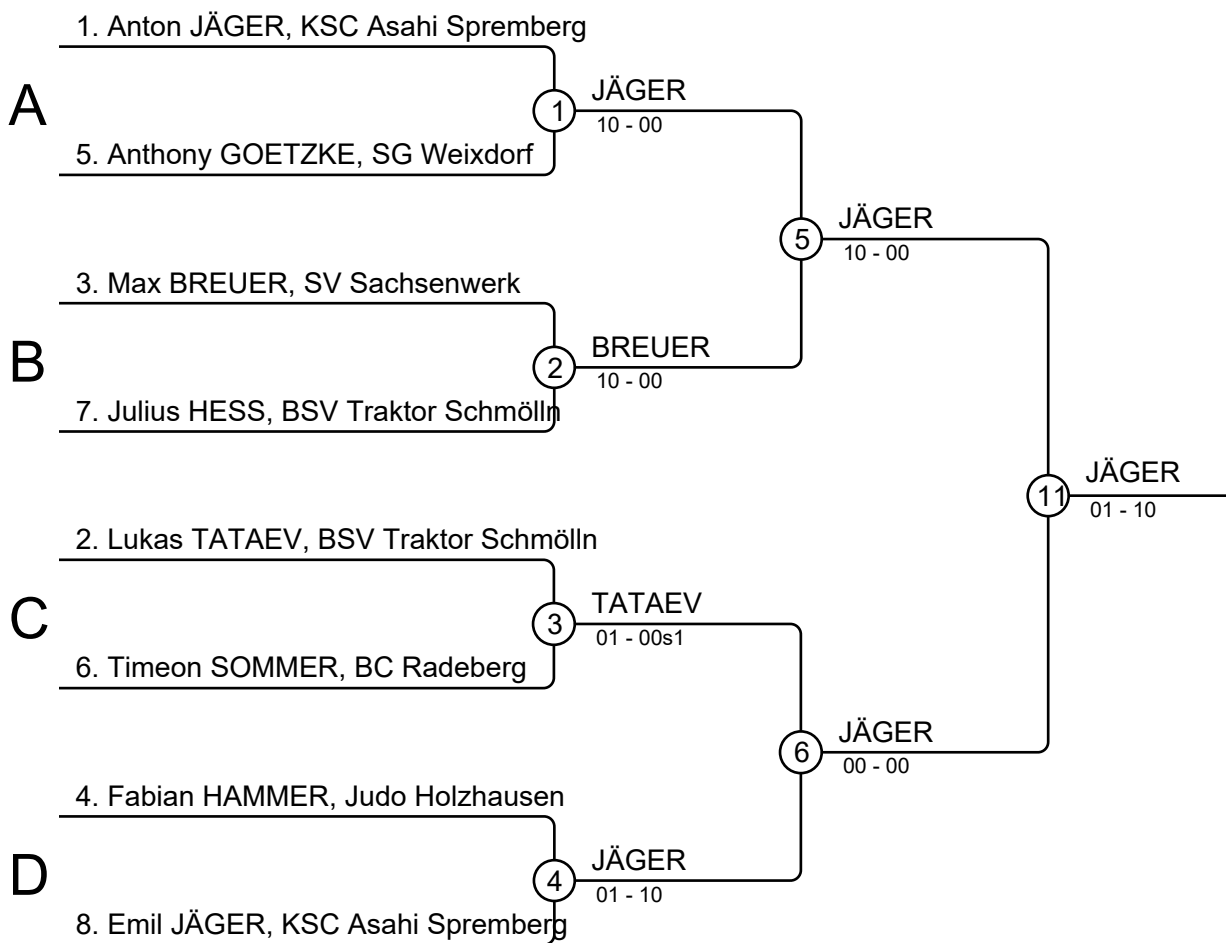 1. Anton JÄGER, KSC Asahi Spremberg
A
1
JÄGER
10 - 00
5. Anthony GOETZKE, SG Weixdorf
5
JÄGER
10 - 00
3. Max BREUER, SV Sachsenwerk
B
2
BREUER
10 - 00
7. Julius HESS, BSV Traktor Schmölln
11
JÄGER
01 - 10
2. Lukas TATAEV, BSV Traktor Schmölln
C
3
TATAEV
01 - 00s1
6. Timeon SOMMER, BC Radeberg
6
JÄGER
00 - 00
4. Fabian HAMMER, Judo Holzhausen
D
4
JÄGER
01 - 10
8. Emil JÄGER, KSC Asahi Spremberg